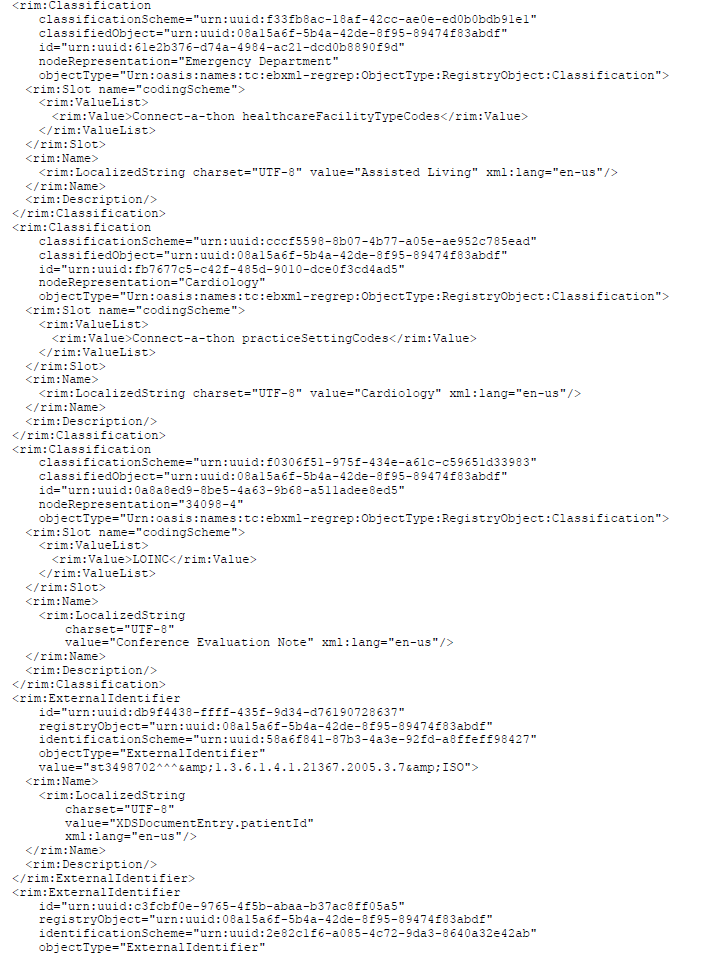 <rim:Classification
classificationScheme="urn:uuid:f33fb8ac-18af-42cc-ae0e-ed0b0bdb91e1"
classifiedObject="urn:uuid:08a15a6f-5b4a-42de-8f95-89474f83abdf"
id="urn:uuid:61e2b376-d74a-4984-ac21-dcd0b8890f9d"
nodeRepresentation="Emergency Department"
objectType="Urn:oasis:names:tc:ebxml-regrep:ObjectType:RegistryObject:Classification">
<rim:Slot name="codingScheme">
<rim:ValueList>
<rim:Value>Connect-a-thon healthcareFacilityTypeCodes</rim:Value>
</rim:ValueList>
</rim:Slot>
<rim:Name>
<rim:LocalizedString charset="UTF-8" value="Assisted Living" xml:lang="en-us"/>
</rim:Name>
<rim:Description/>
</rim:Classification>
<rim:Classification
classificationScheme="urn:uuid:cccf5598-8b07-4b77-a05e-ae952c785ead"
classifiedObject="urn:uuid:08a15a6f-5b4a-42de-8f95-89474f83abdf"
id="urn:uuid:fb7677c5-c42f-485d-9010-dce0f3cd4ad5"
nodeRepresentation="Cardiology"
objectType="Urn:oasis:names:tc:ebxml-regrep:ObjectType:RegistryObject:Classification">
<rim:Slot name="codingScheme">
<rim:ValueList>
<rim:Value>Connect-a-thon practiceSettingCodes</rim:Value>
</rim:ValueList>
</rim:Slot>
<rim:Name>
<rim:LocalizedString charset="UTF-8" value="Cardiology" xml:lang="en-us"/>
</rim:Name>
<rim:Description/>
</rim:Classification>
<rim:Classification
classificationScheme="urn:uuid:f0306f51-975f-434e-a61c-c59651d33983"
classifiedObject="urn:uuid:08a15a6f-5b4a-42de-8f95-89474f83abdf"
id="urn:uuid:0a8a8ed9-8be5-4a63-9b68-a511adee8ed5"
nodeRepresentation="34098-4"
objectType="Urn:oasis:names:tc:ebxml-regrep:ObjectType:RegistryObject:Classification">
<rim:Slot name="codingScheme">
<rim:ValueList>
<rim:Value>LOINC</rim:Value>
</rim:ValueList>
</rim:Slot>
<rim:Name>
<rim:LocalizedString
charset="UTF-8"
value="Conference Evaluation Note" xml:lang="en-us"/>
</rim:Name>
<rim:Description/>
</rim:Classification>
<rim:ExternalIdentifier
id="urn:uuid:db9f4438-ffff-435f-9d34-d76190728637"
registryObject="urn:uuid:08a15a6f-5b4a-42de-8f95-89474f83abdf"
identificationScheme="urn:uuid:58a6f841-87b3-4a3e-92fd-a8ffeff98427"
objectType="ExternalIdentifier"
value="st3498702^^^&amp;1.3.6.1.4.1.21367.2005.3.7&amp;ISO">
<rim:Name>
<rim:LocalizedString
charset="UTF-8"
value="XDSDocumentEntry.patientId"
xml:lang="en-us"/>
</rim:Name>
<rim:Description/>
</rim:ExternalIdentifier>
<rim:ExternalIdentifier
id="urn:uuid:c3fcbf0e-9765-4f5b-abaa-b37ac8ff05a5"
registryObject="urn:uuid:08a15a6f-5b4a-42de-8f95-89474f83abdf"
identificationScheme="urn:uuid:2e82c1f6-a085-4c72-9da3-8640a32e42ab"
objectType="ExternalIdentifier"